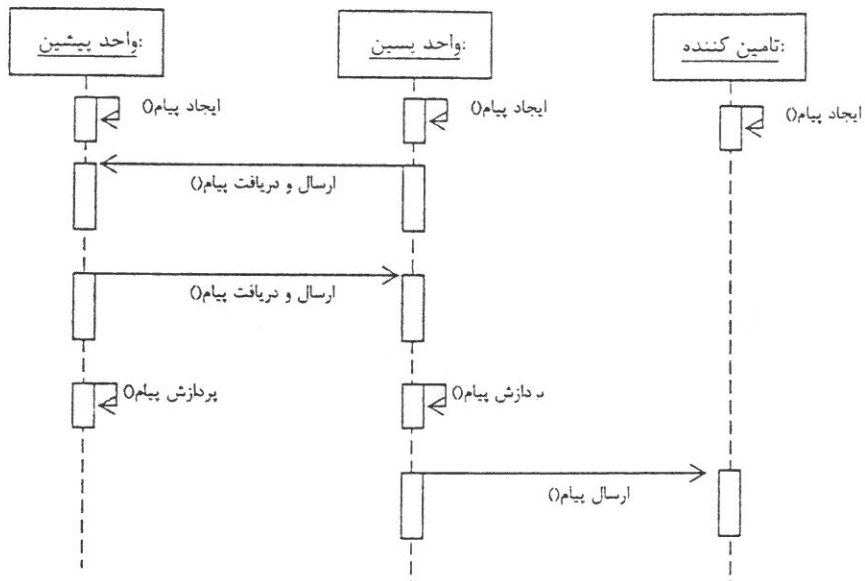 :واحد پیشین
:واحد پسین
:تامین کننده
ایجاد پیام()
ایجاد پیام()
ایجاد پیام()
ارسال و دریافت پیام()
ارسال و دریافت پیام()
پردازش پیام()
پردازش پیام()
ارسال پیام()